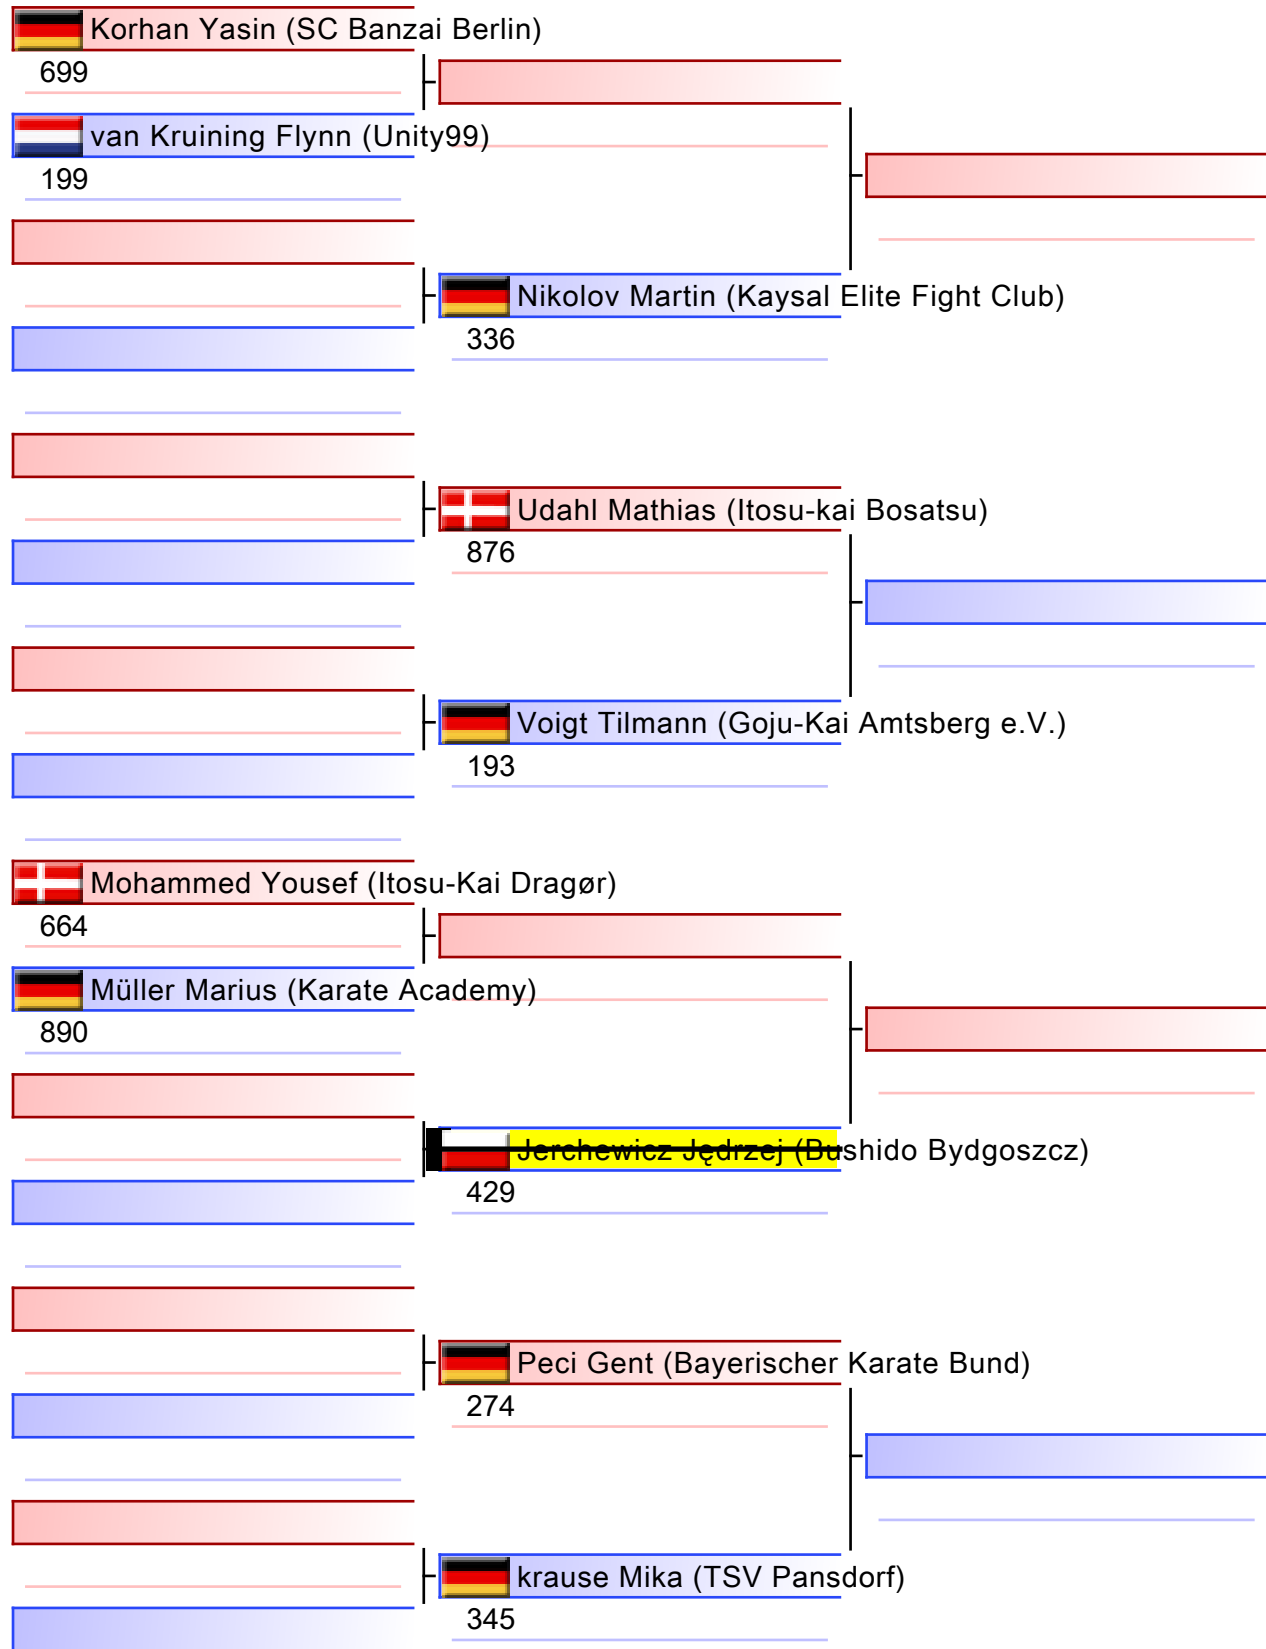 Korhan Yasin (SC Banzai Berlin)
699
van Kruining Flynn (Unity99)
199
Nikolov Martin (Kaysal Elite Fight Club)
336
Udahl Mathias (Itosu-kai Bosatsu)
876
Voigt Tilmann (Goju-Kai Amtsberg e.V.)
193
Mohammed Yousef (Itosu-Kai Dragør)
664
Müller Marius (Karate Academy)
890
Jerchewicz Jędrzej (Bushido Bydgoszcz)
429
Peci Gent (Bayerischer Karate Bund)
274
krause Mika (TSV Pansdorf)
345